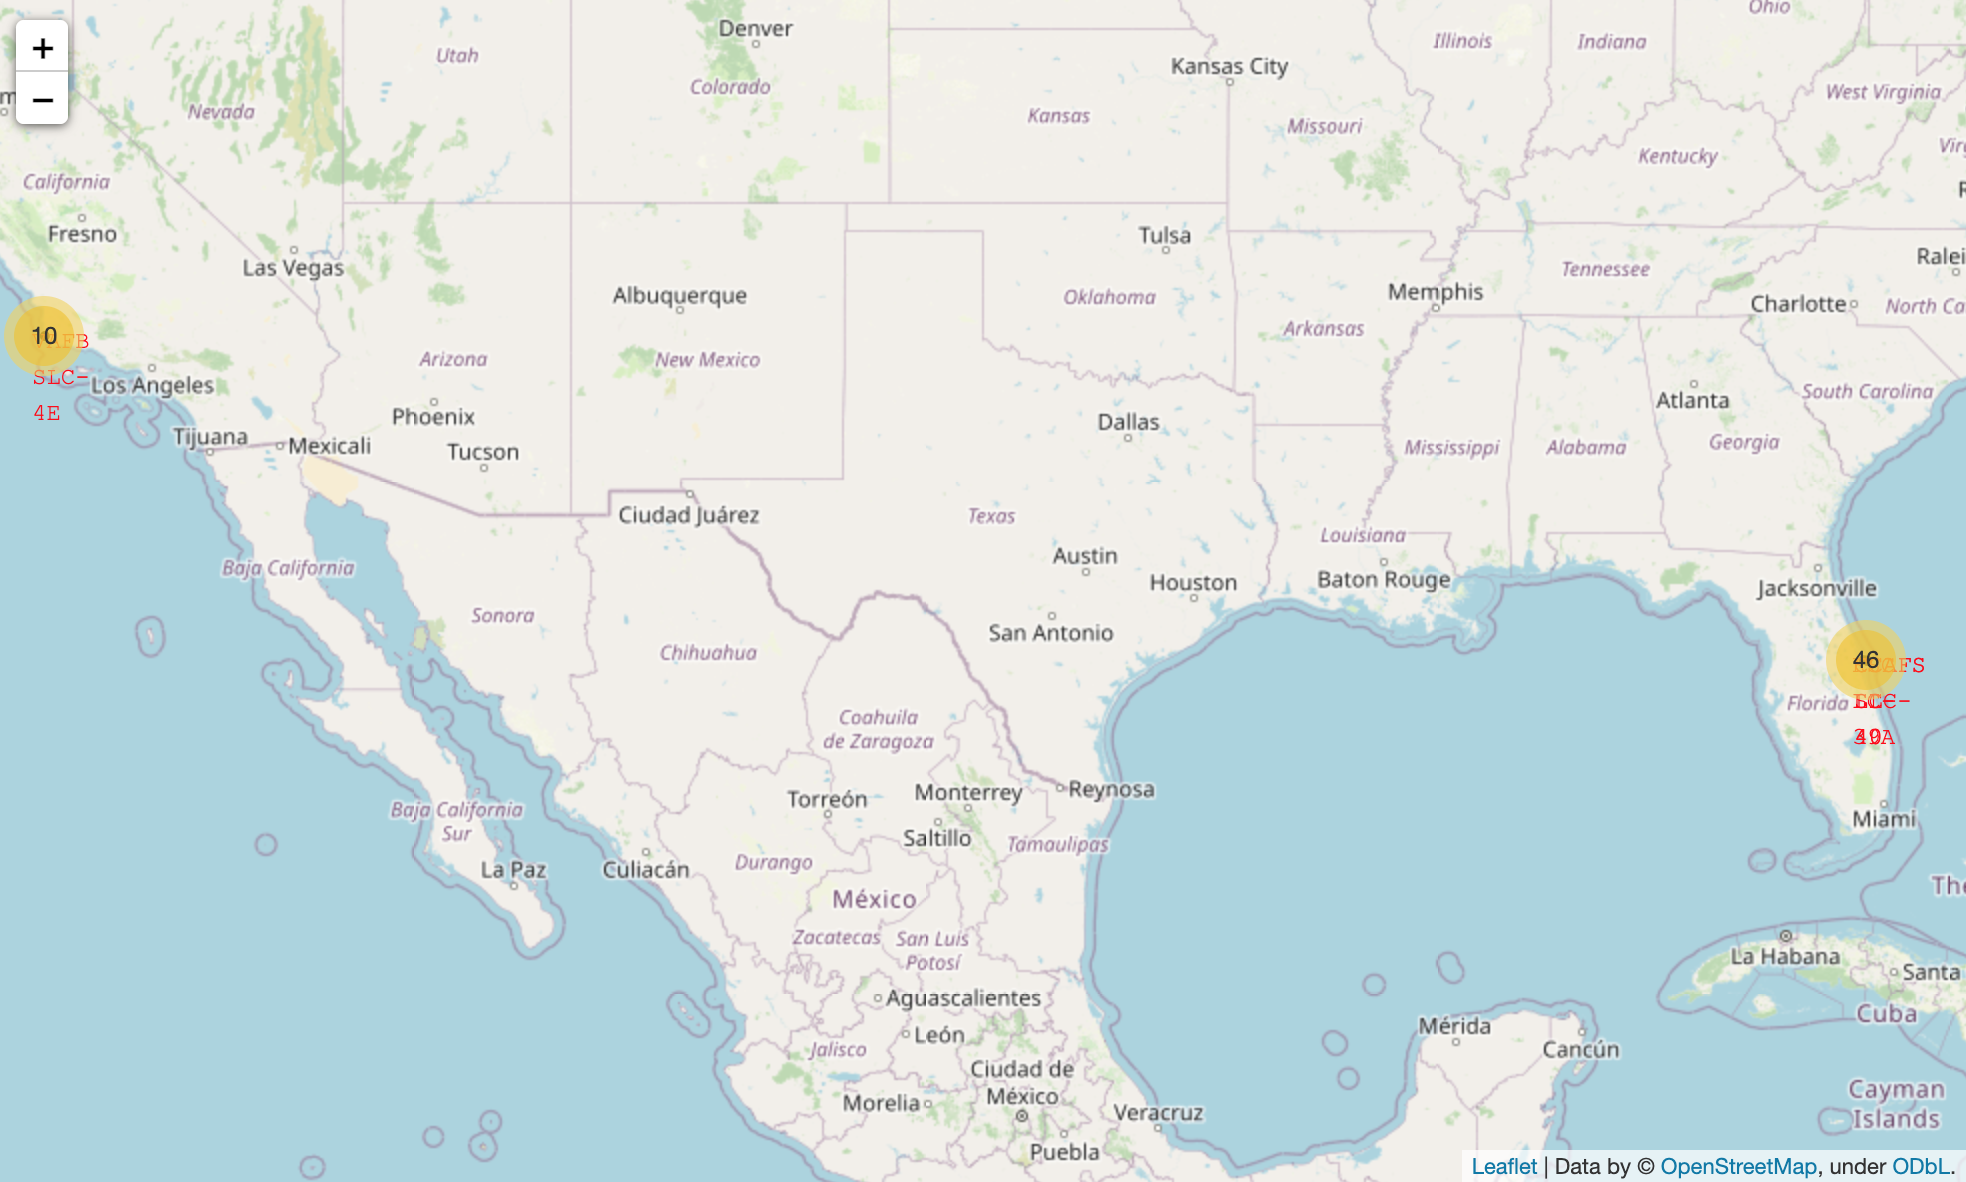 Denver
Ohio
Utah
Illinois
Indiana
+
Kansas City
Colorado
West Virginia
−
Nevada
Kansas
Missouri
Kentucky
California
Fresno
Tulsa
Las Vegas
Tennessee
Albuquerque
Oklahoma
Memphis
Charlotte
Arkansas
10
Arizona
New Mexico
SLC-
Los Angeles
4E
Phoenix
Dallas
Atlanta
South Carolina
Tijuana
Mexicali
Tucson
Mississippi
Alabama
Georgia
Ciudad Juárez
Texas
Louisiana
Austin
Baja California
Houston
Baton Rouge
Jacksonville
Sonora
San Antonio
Chihuahua
46
Florida
Coahuila
de Zaragoza
Torreón
Monterrey
Reynosa
Baja California
Sur
Saltillo
Tamaulipas
Miami
La Paz
Culiacán
Durango
México
Zacatecas
San Luis
Potosí
La Habana
Santa
Aguascalientes
Cuba
León
Mérida
Jalisco
Cancún
Ciudad de
México
Morelia
Veracruz
Cayman
Islands
Puebla
Leaflet | Data by © OpenStreetMap, under ODbL.